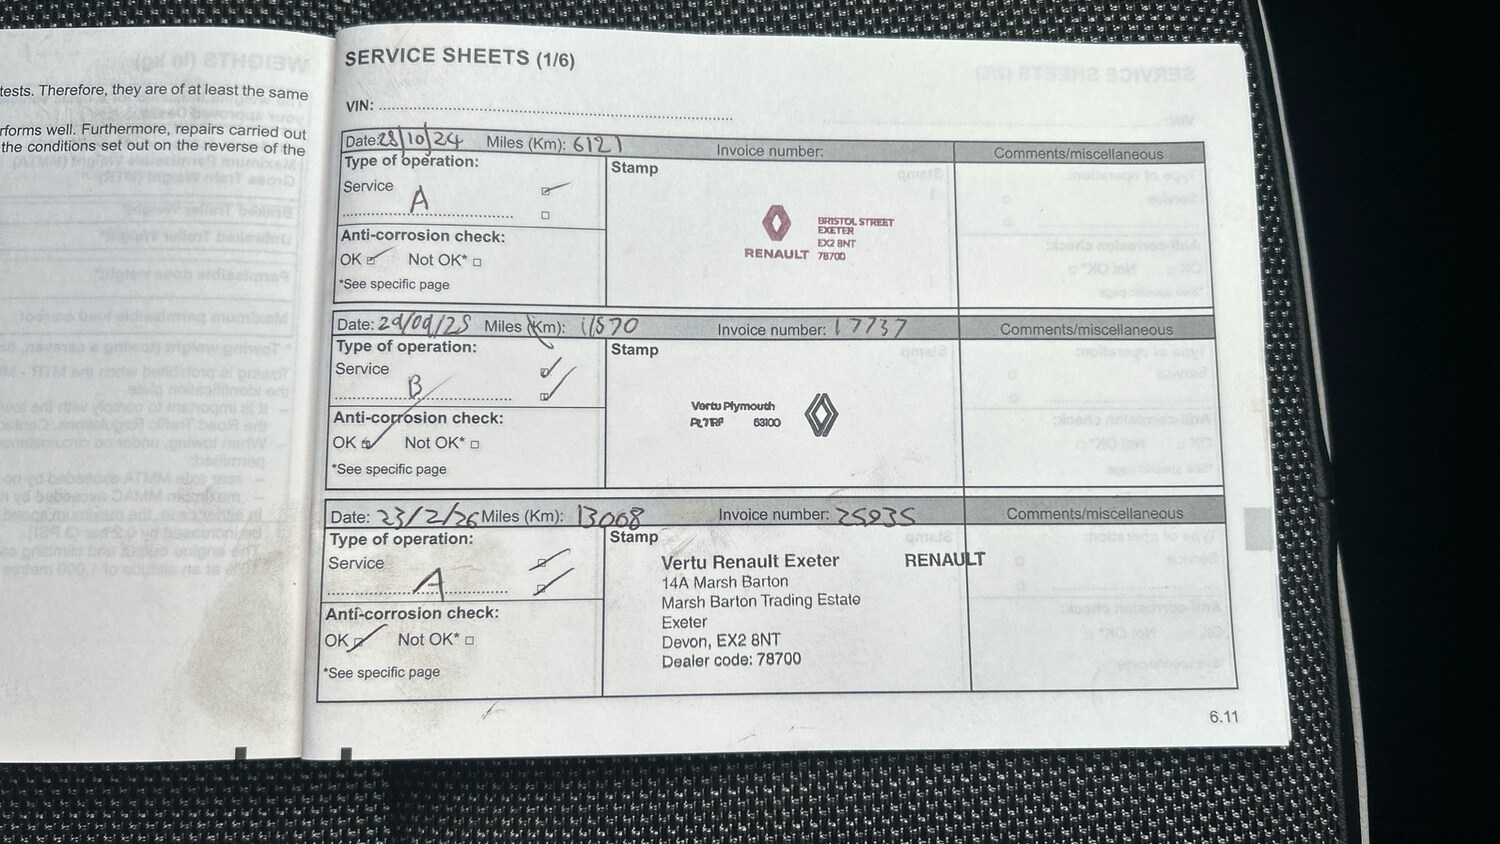 tests. Therefore, they are of at least the same
rforms well. Furthermore, repairs carried out
the conditions set out on the reverse of the
SERVICE SHEETS (1/6)
VIN:
Date: 28/10/24 Miles (Km): 6121 Invoice number: Comments/miscellaneous
Type of operation: Stamp
Service
A
Anti-corrosion check:
OK Not OK*
*See specific page
RENAULT
BRISTOL STREET
EXETER
EX2 8NT
78700
Date: 29/09/25 Miles (Km): 11570 Invoice number: 17737 Comments/miscellaneous
Type of operation: Stamp
Service
B
Anti-corrosion check:
OK Not OK*
*See specific page
Vertu Plymouth
63100
Date: 23/2/26 Miles (Km): 13068 Invoice number: 25935 Comments/miscellaneous
Type of operation: Stamp
Service
A
Anti-corrosion check:
OK Not OK*
*See specific page
Vertu Renault Exeter RENAULT
14A Marsh Barton
Marsh Barton Trading Estate
Exeter
Devon, EX2 8NT
Dealer code: 78700
6.11